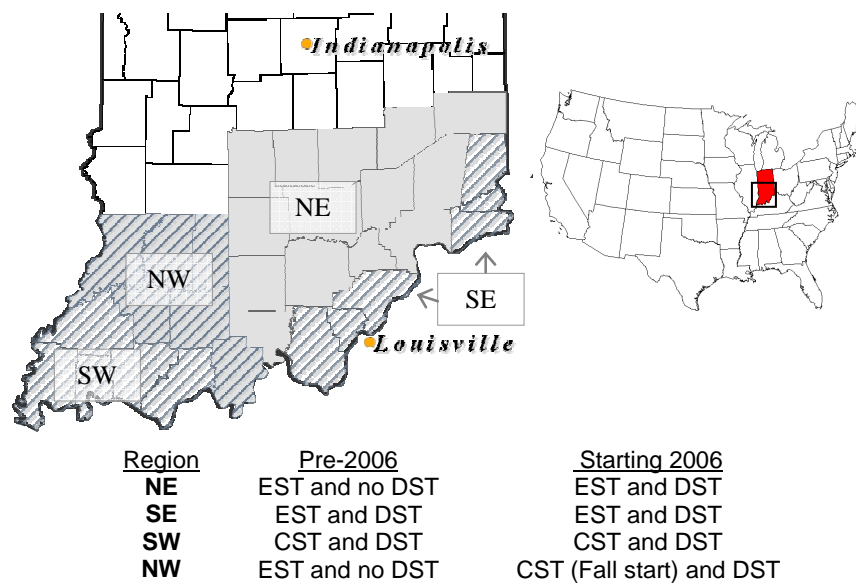 Indianapolis
NE
NW
SE
Louisville
SW
Region Pre-2006 Starting 2006
NE EST and no DST EST and DST
SE EST and DST EST and DST
SW CST and DST CST and DST
NW EST and no DST CST (Fall start) and DST